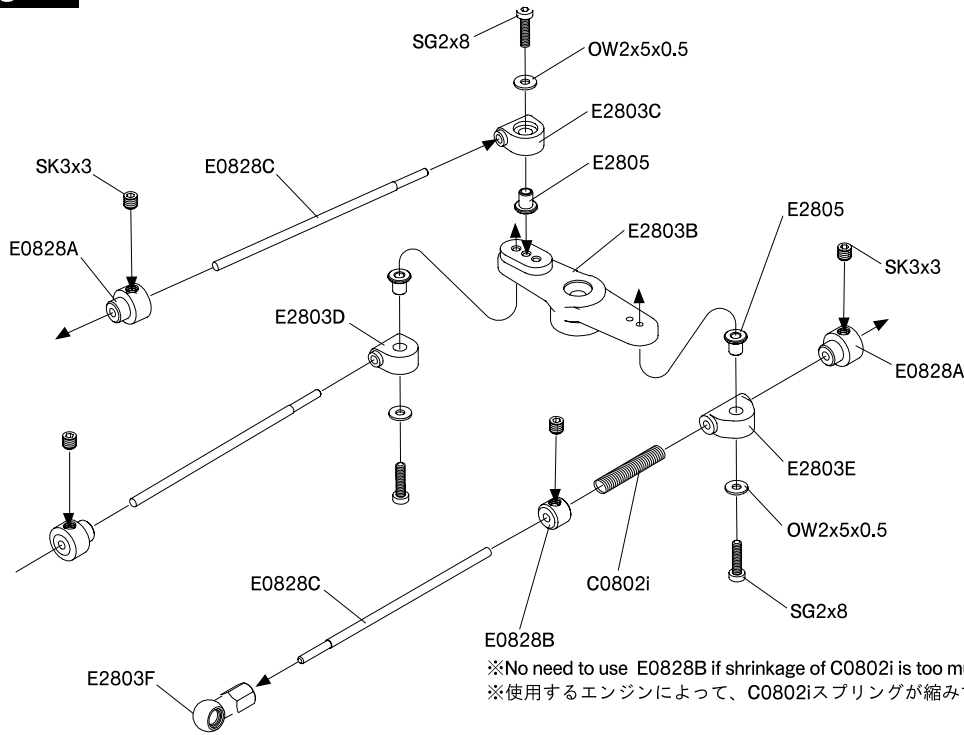 SG2x8
OW2x5x0.5
E2803C
SK3x3
E0828C
E2805
E2805
E2803B
E0828A
SK3x3
E2803D
E0828A
E2803E
OW2x5x0.5
E0828C
C0802i
SG2x8
E0828B
E2803F
※No need to use E0828B if shrinkage of C0802i is too
※使用するエンジンによって、C0802iスプリングが縮み